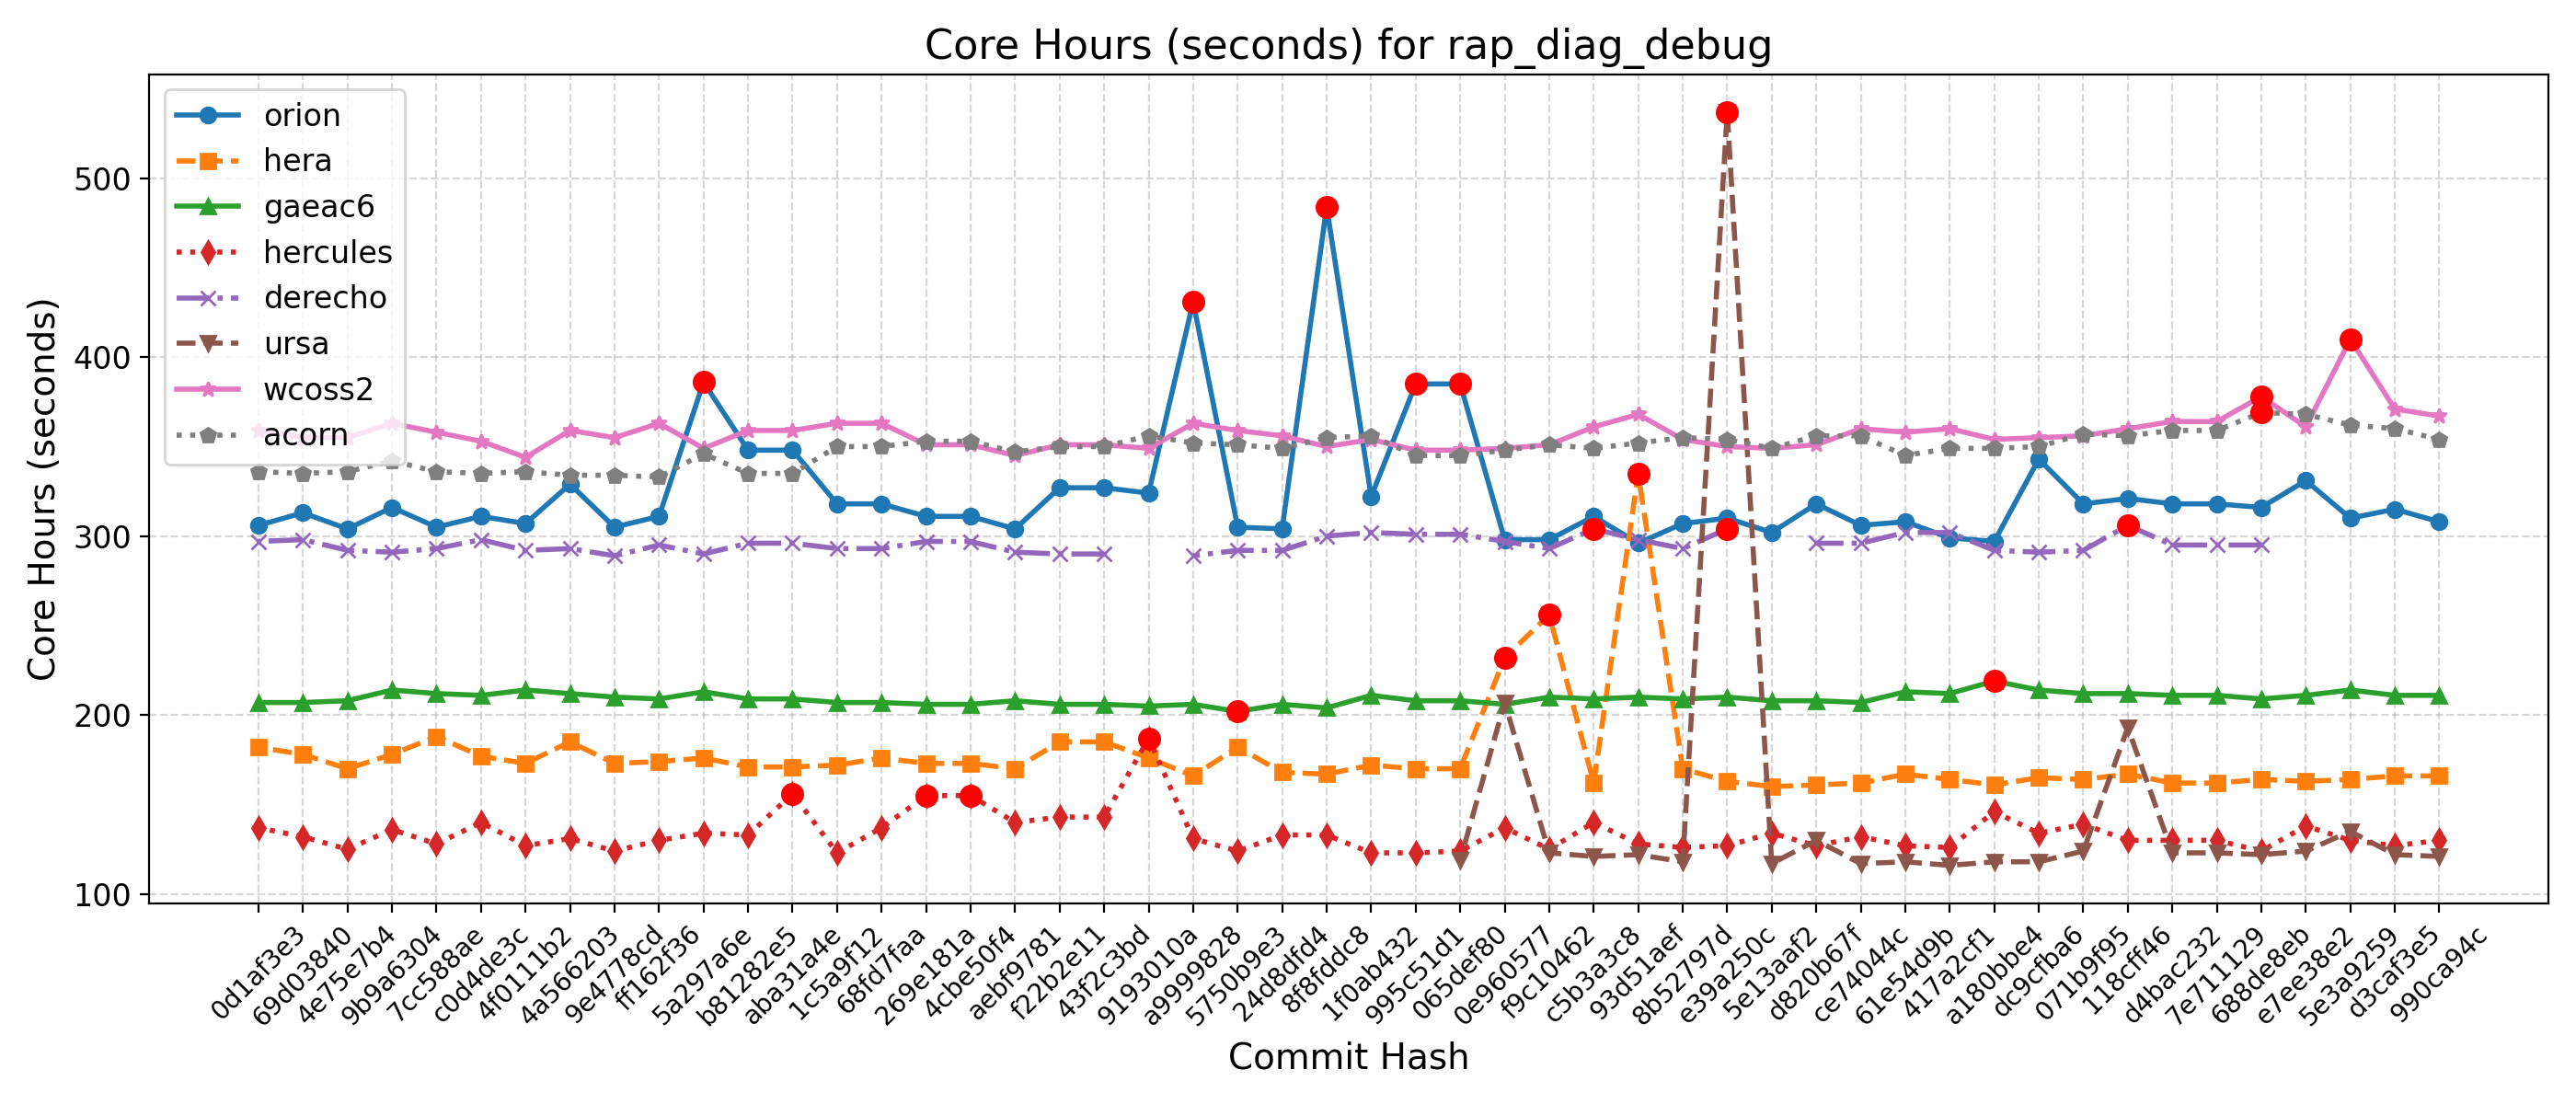 Core Hours (seconds) for rap_diag_debug
orion
hera
gaeac6
hercules
derecho
ursa
wcoss2
acorn
Core Hours (seconds)
500
400
300
200
100
0d1af3e3
69d03840
4e75e7b4
9b9a6304
7cc588ae
c0d4de3c
4f0111b2
4a566203
9e4778cd
ff162f36
5a297a6e
b81282e5
aba31a4e
1c5a9f12
68fd7faa
269e181a
4cbe50f4
aebf9781
f22b2e11
43f2c3bd
9193010a
a9999828
5750b9e3
24d8dfd4
8f8fddc8
1f0ab432
995c51d1
065def80
0e960577
f9c10462
c5b3a3c8
93d51aef
8b52797d
e39a250c
5e13aaf2
d820b67f
ce74044c
61e54d9b
417a2cf1
a180bbe4
dc9cfba6
071b9f95
118cff46
d4bac232
7e711129
688de8eb
e7ee38e2
5e3a9259
d3caf3e5
990ca94c
Commit Hash